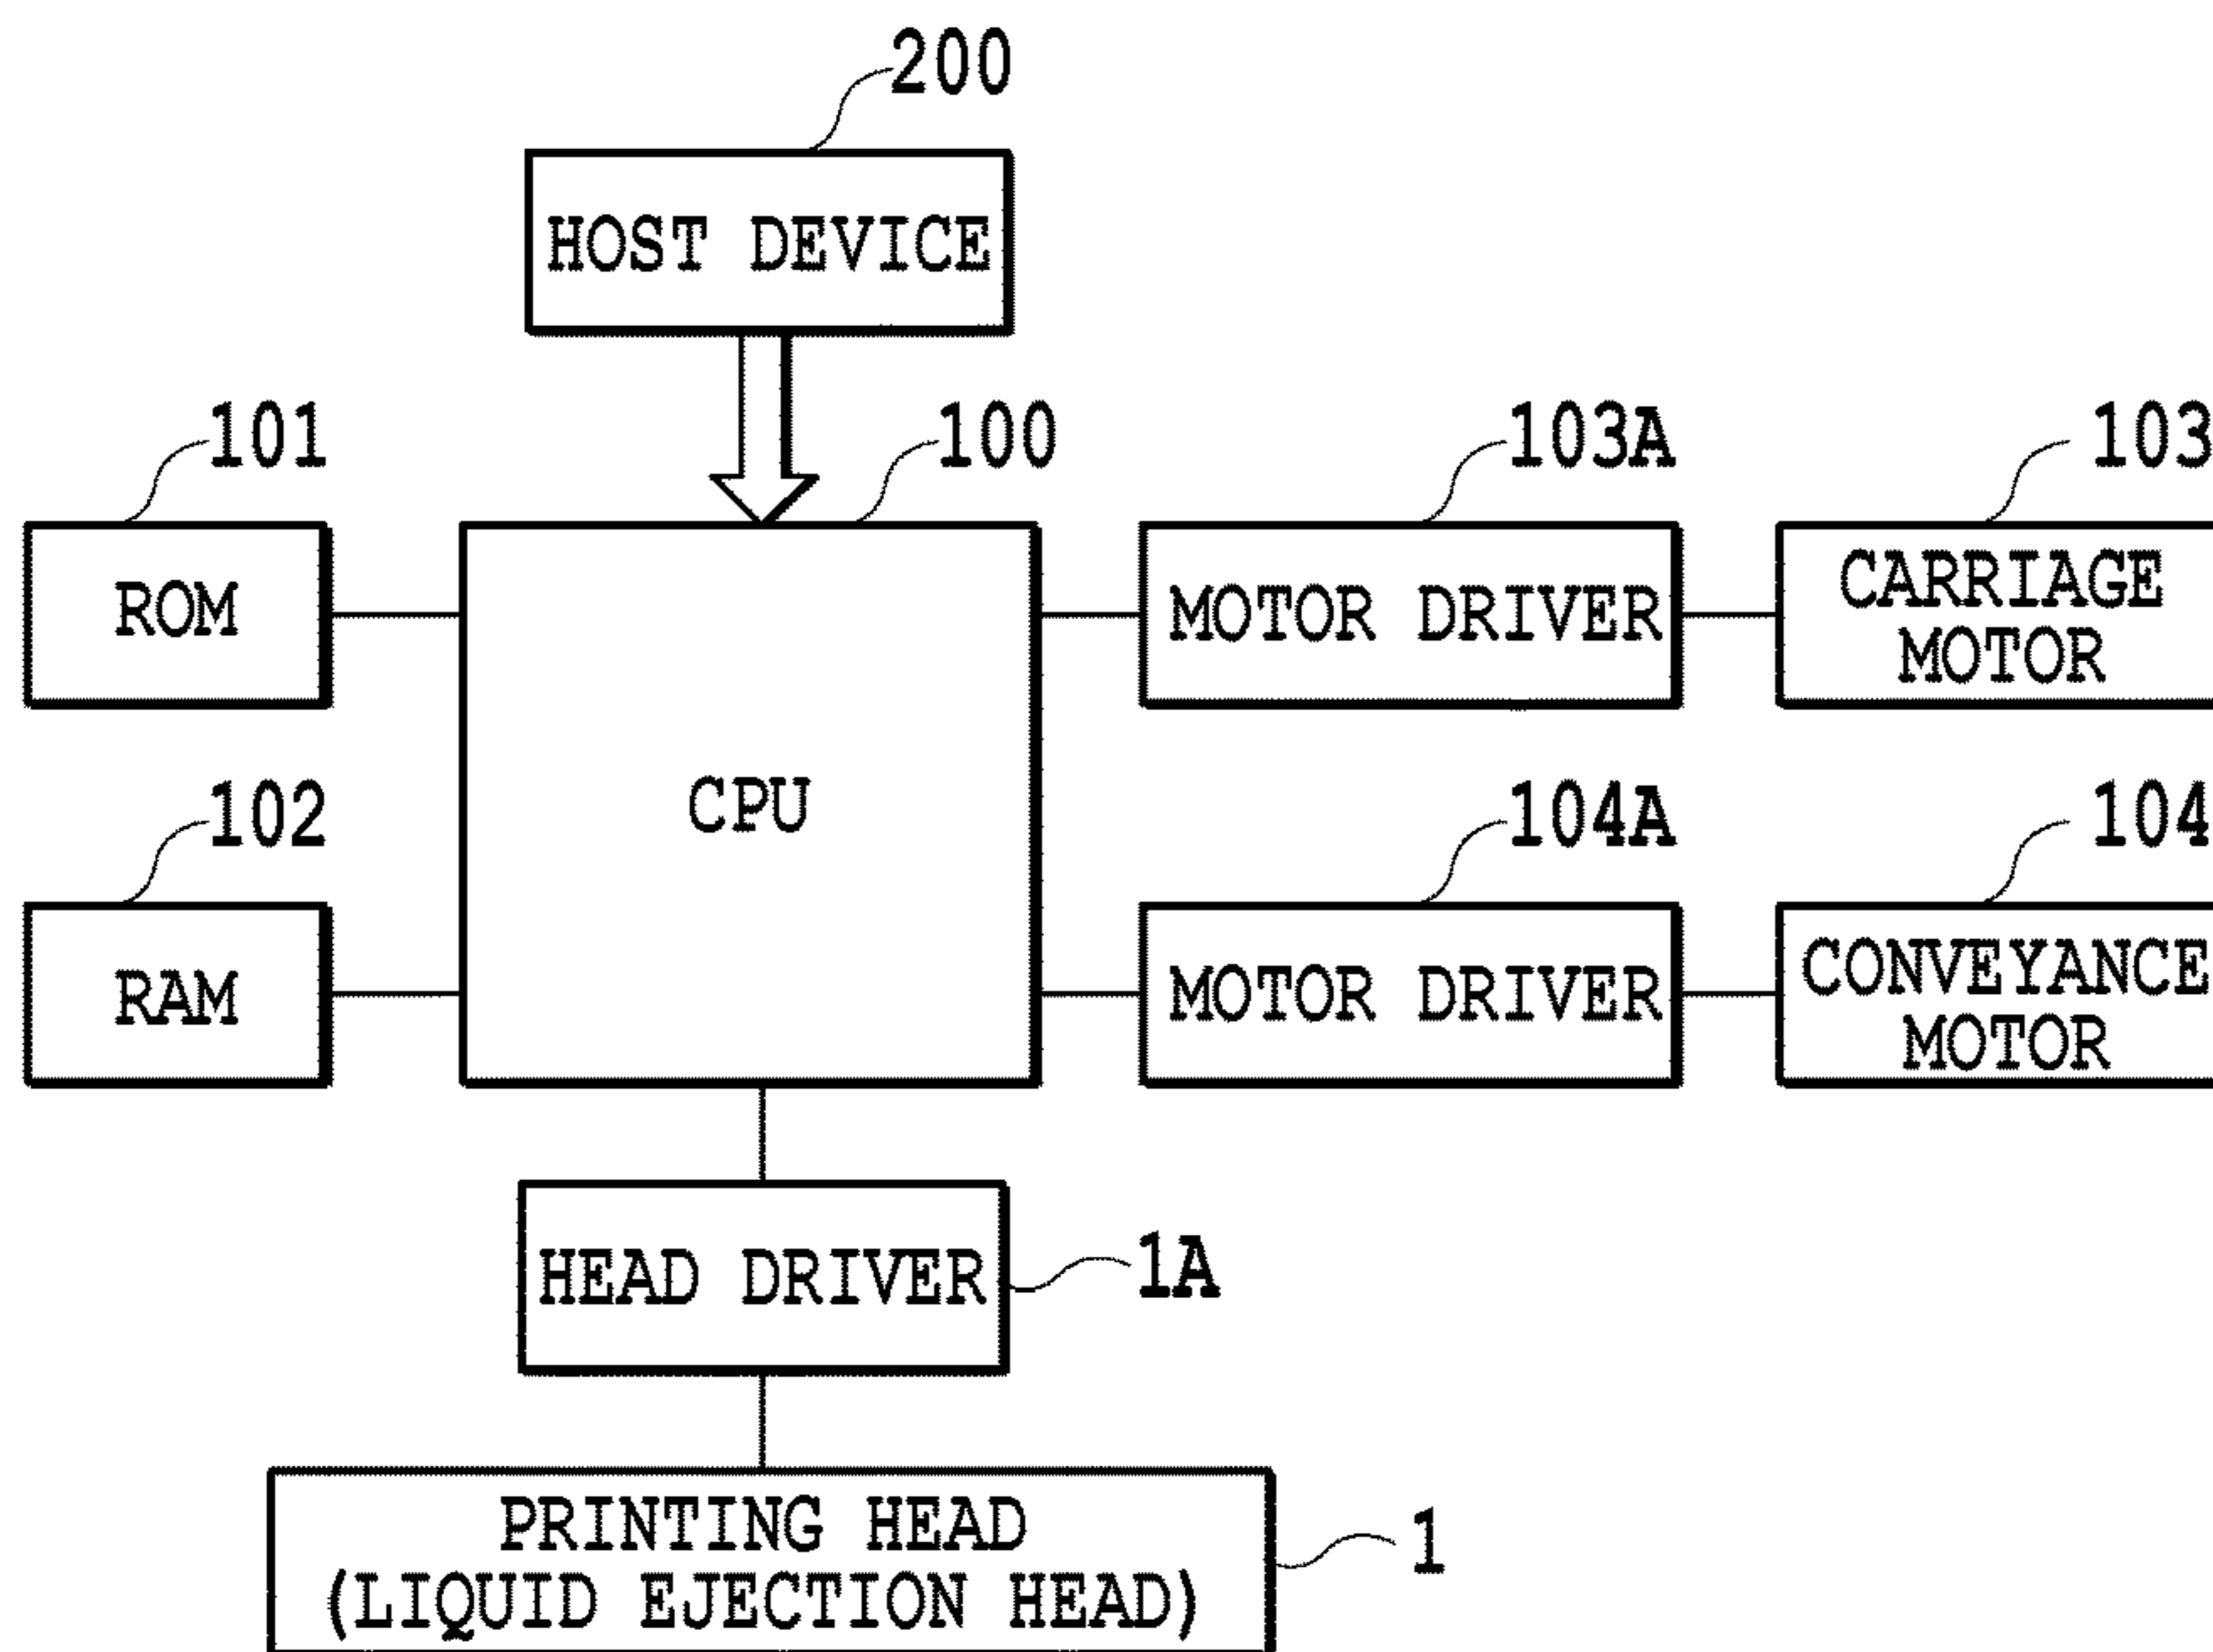 200
HOST DEVICE
101
100
103A
103
ROM
MOTOR DRIVER
CARRIAGE
MOTOR
CPU
102
104A
104
RAM
MOTOR DRIVER
CONVEYANCE
MOTOR
HEAD DRIVER
1A
PRINTING HEAD
(LIQUID EJECTION HEAD)
1